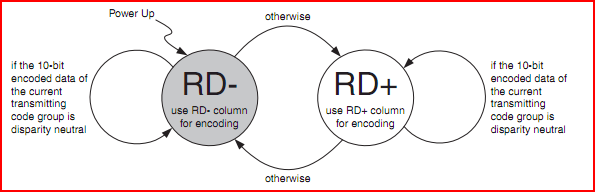 Power Up
otherwise
if the 10-bit
encoded data of
the current
transmitting
code group is
disparity neutral
RD-
use RD- column
for encoding
RD+
use RD+ column
for encoding
if the 10-bit
encoded data of
the current
transmitting
code group is
disparity neutral
otherwise